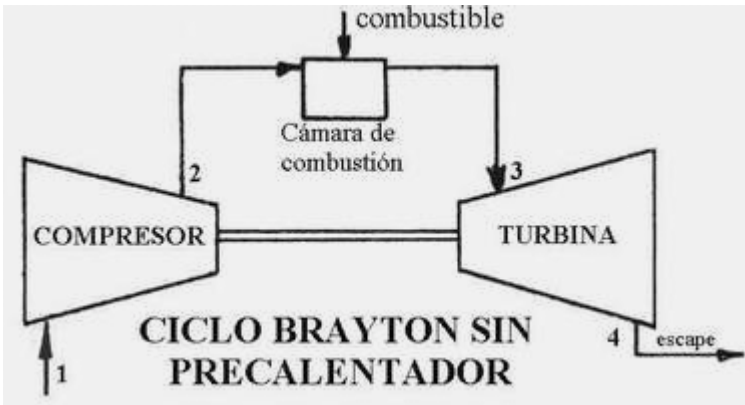 combustible
Cámara de
combustión
2
3
COMPRESOR
TURBINA
CICLO BRAYTON SIN
PRECALENTADOR
1
4
escape